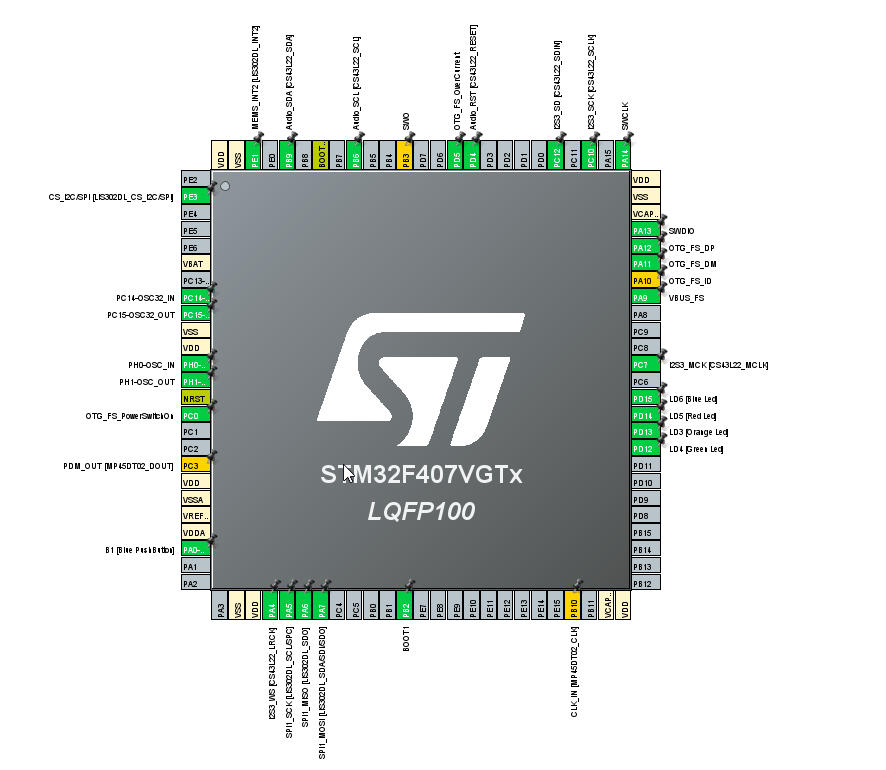 MEMS_INT2 [LIS302DL_INT2]
Audio_SDA [CS43L22_SDA]
Audio_SCL [CS43L22_SCL]
SWO
OTG_FS_OverCurrent
Audio_RST [CS43L22_RESET]
I2S3_SD [CS43L22_SDIN]
I2S3_SCK [CS43L22_SCLK]
SWCLK
VDD
VSS
PE1
PE0
PB9
PB8
BOOT..
PB7
PB6
PB5
PB4
PB3
PD7
PD6
PD5
PD4
PD3
PD2
PD1
PD0
PC12
PC11
PC10
PA15
PA14
PE2
CS_I2C/SPI [LIS302DL_CS_I2C/SPI] PE3
PE4
PE5
PE6
VBAT
PC13-..
PC14-OSC32_IN PC14-..
PC15-OSC32_OUT PC15-..
VSS
VDD
PH0-OSC_IN PH0-..
PH1-OSC_OUT PH1-..
NRST
OTG_FS_PowerSwitchOn PC0
PC1
PC2
PDM_OUT [MP45DT02_DOUT] PC3
VDD
VSSA
VREF..
VDDA
B1 [Blue PushButton] PA0-..
PA1
PA2
STM32F407VGTx
LQFP100
VDD
VSS
VCAP..
PA13 SWDIO
PA12 OTG_FS_DP
PA11 OTG_FS_DM
PA10 OTG_FS_ID
PA9 VBUS_FS
PA8
PC9
PC8
PC7 I2S3_MCK [CS43L22_MCLK]
PC6
PD15 LD6 [Blue Led]
PD14 LD5 [Red Led]
PD13 LD3 [Orange Led]
PD12 LD4 [Green Led]
PD11
PD10
PD9
PD8
PB15
PB14
PB13
PB12
PA3
VSS
VDD
PA4
PA5
PA6
PA7
PC4
PC5
PB0
PB1
PB2
PE7
PE8
PE9
PE10
PE11
PE12
PE13
PE14
PE15
PB10
PB11
VCAP..
VDD
I2S3_WS [CS43L22_LRCK]
SPI1_SCK [LIS302DL_SCL/SPC]
SPI1_MISO [LIS302DL_SDO]
SPI1_MOSI [LIS302DL_SDA/SDI/SDO]
BOOT1
CLK_IN [MP45DT02_CLK]